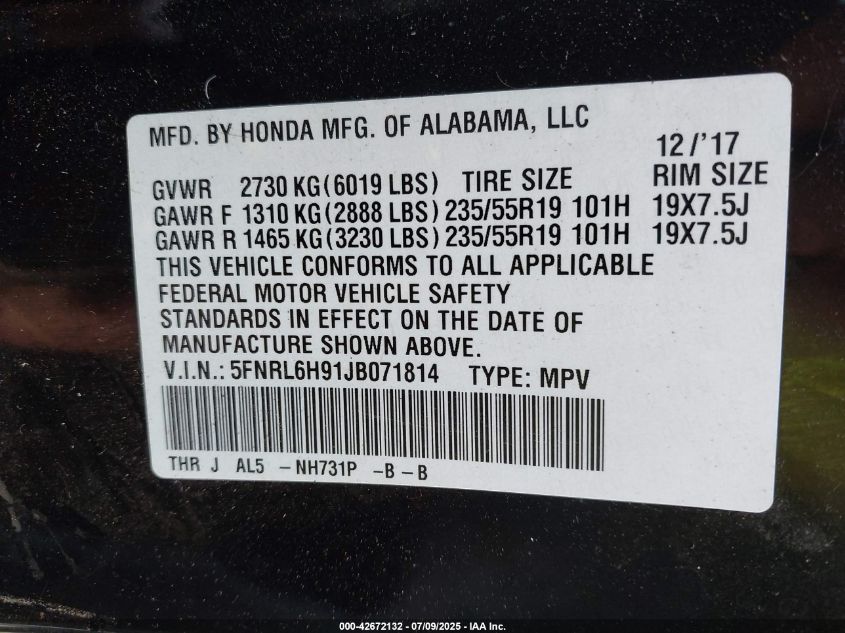 MFD. BY HONDA MFG. OF ALABAMA, LLC
12/'17
GVWR 2730 KG(6019 LBS) TIRE SIZE RIM SIZE
GAWR F 1310 KG(2888 LBS) 235/55R19 101H 19X7.5J
GAWR R 1465 KG(3230 LBS) 235/55R19 101H 19X7.5J
THIS VEHICLE CONFORMS TO ALL APPLICABLE
FEDERAL MOTOR VEHICLE SAFETY
STANDARDS IN EFFECT ON THE DATE OF
MANUFACTURE SHOWN ABOVE.
V.I.N.: 5FNRL6H91JB071814 TYPE: MPV
THR J AL5 -NH731P -B-B
000-42672132 - 07/09/2025 - IAA Inc.